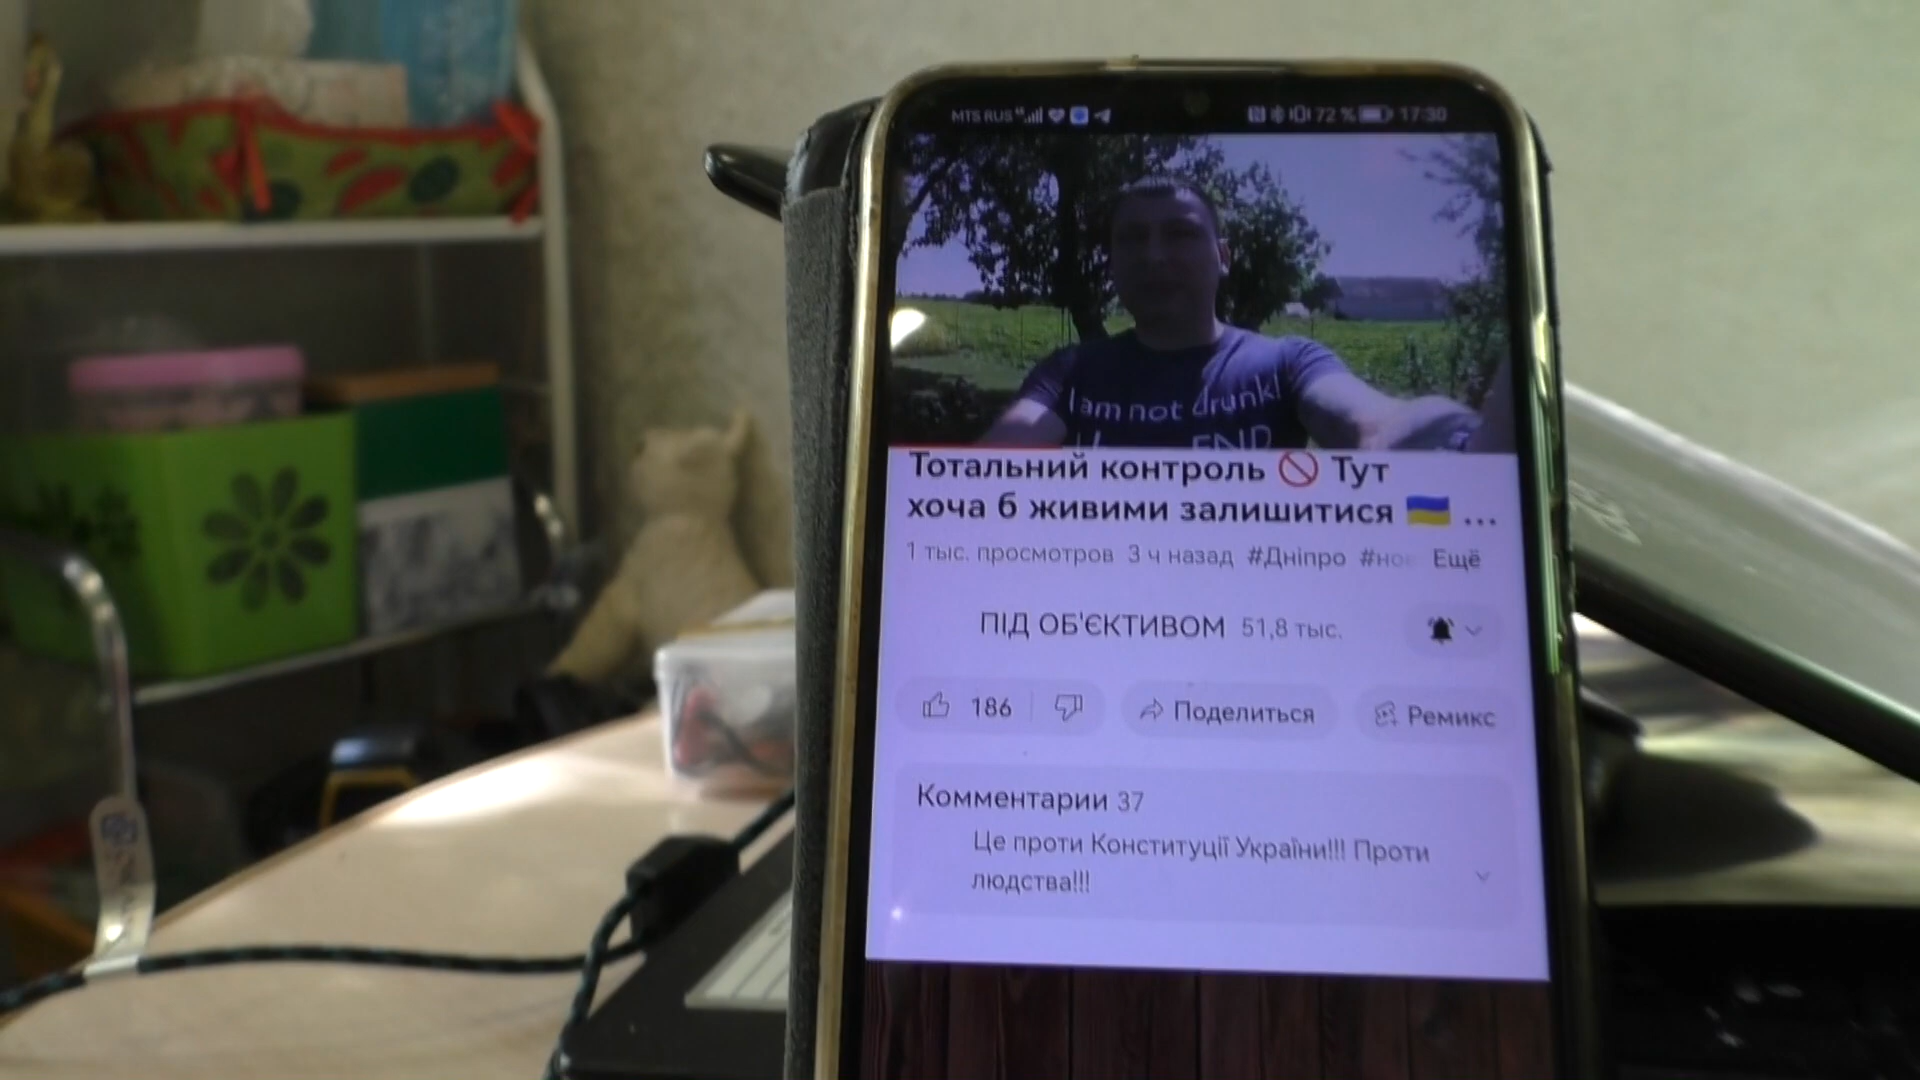 MTS RUS 72 % 17:30
I am not drunk!
END
Тотальний контроль 🚫 Тут
хоча б живими залишитися 🇺🇦 ...
1 тыс. просмотров 3 ч назад #Дніпро #нов Ещё
ПІД ОБ'ЄКТИВОМ 51,8 тыс.
186 Поделиться Ремикс
Комментарии 37
Це проти Конституції України!!! Проти
людства!!!